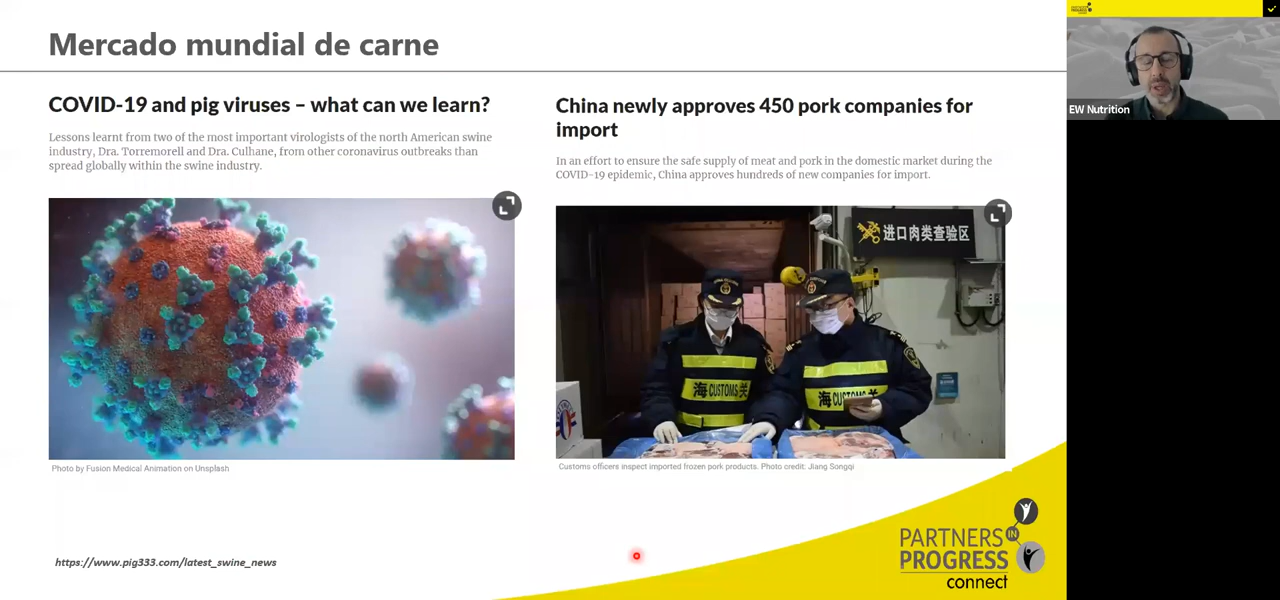 Mercado mundial de carne
COVID-19 and pig viruses – what can we learn?
Lessons learnt from two of the most important virologists of the north American swine
industry, Dra. Torremorell and Dra. Culhane, from other coronavirus outbreaks than
spread globally within the swine industry.
Photo by Fusion Medical Animation on Unsplash
China newly approves 450 pork companies for
import
In an effort to ensure the safe supply of meat and pork in the domestic market during the
COVID-19 epidemic, China approves hundreds of new companies for import.
进口肉类查验区
海 CUSTOMS 关
海 CUSTOMS 关
Customs officers inspect imported frozen pork products. Photo credit: Jiang Songqi
https://www.pig333.com/latest_swine_news
PARTNERS
IN
PROGRESS
connect
EW Nutrition